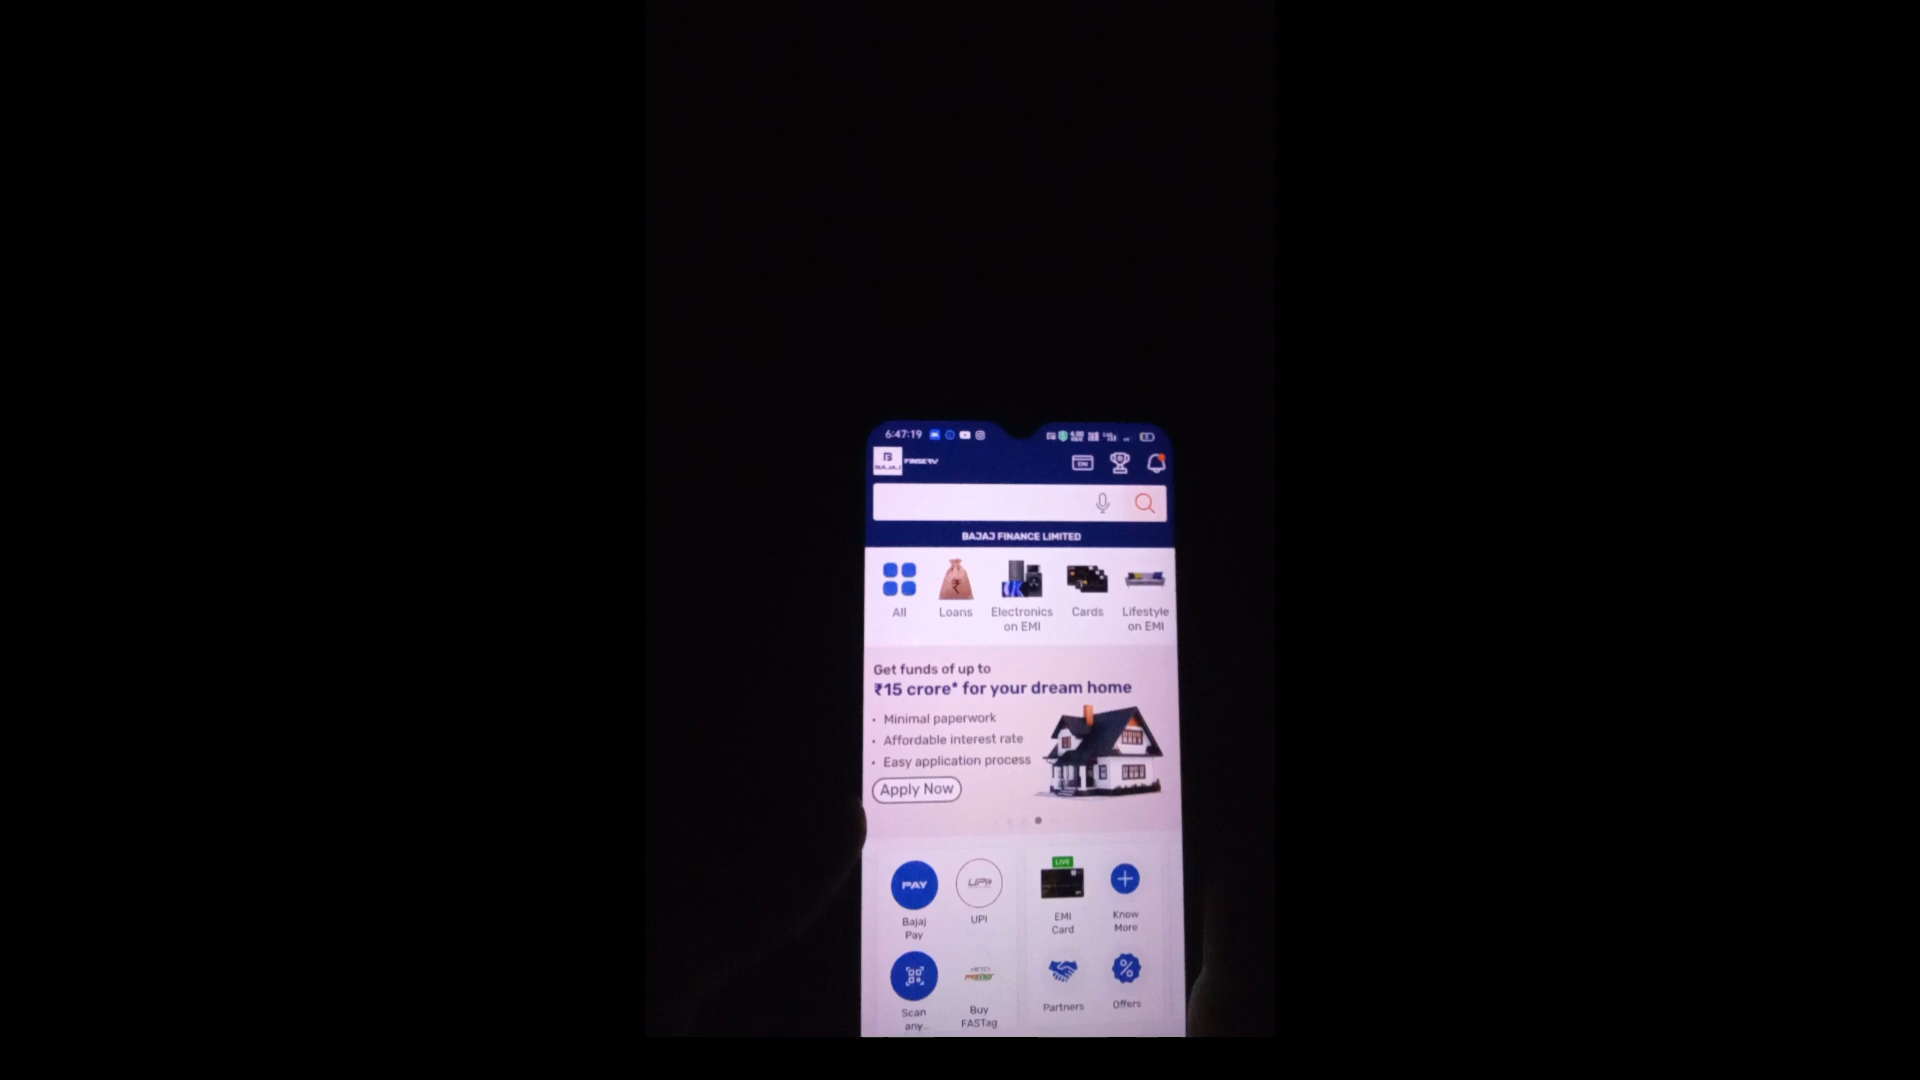 6:47:19
B
BAJAJ FINSERV
EMI
BAJAJ FINANCE LIMITED
All
Loans
Electronics
on EMI
Cards
Lifestyle
on EMI
Get funds of up to
₹15 crore* for your dream home
• Minimal paperwork
• Affordable interest rate
• Easy application process
Apply Now
PAY
Bajaj
Pay
UPI
UPI
LIVE
EMI
Card
Know
More
Scan
any...
Buy
FASTag
Partners
Offers